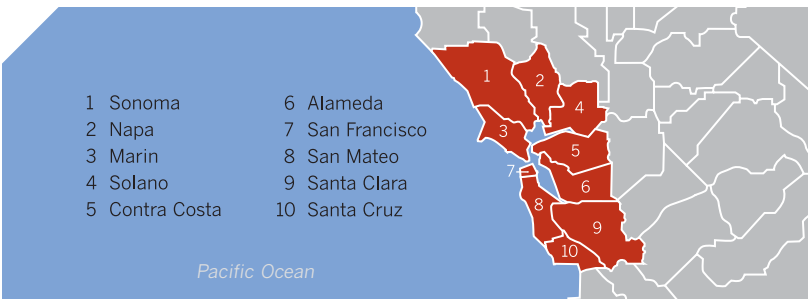 1 Sonoma
2 Napa
3 Marin
4 Solano
5 Contra Costa
6 Alameda
7 San Francisco
8 San Mateo
9 Santa Clara
10 Santa Cruz
Pacific Ocean
1
2
3
4
5
6
7
8
9
10